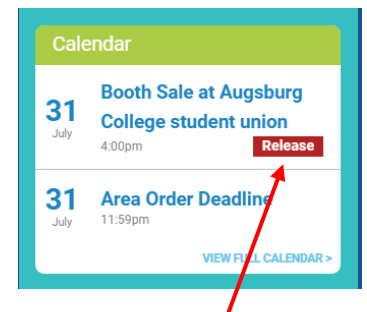 Calendar
31
July
Booth Sale at Augsburg
College student union
4:00pm
Release
31
July
Area Order Deadline
11:59pm
VIEW FULL CALENDAR >